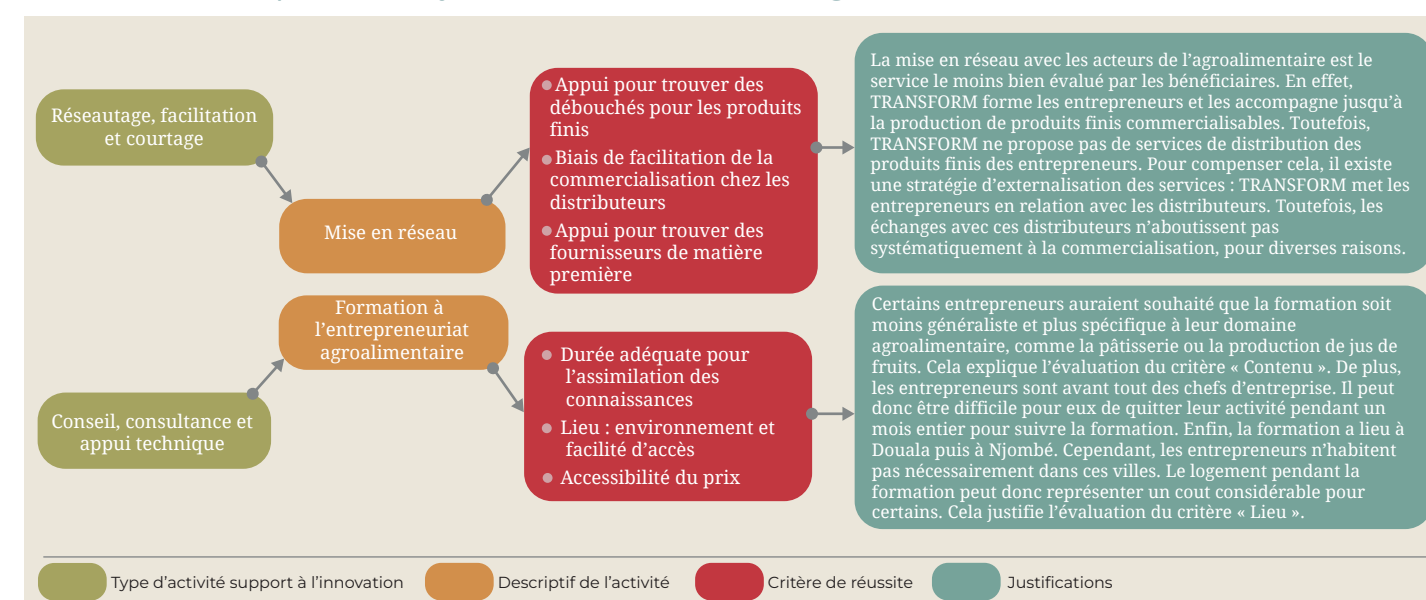 Réseautage, facilitation
et courtage
Mise en réseau
Appui pour trouver des
débouchés pour les produits
finis
Biais de facilitation de la
commercialisation chez les
distributeurs
Appui pour trouver des
fournisseurs de matière
première
La mise en réseau avec les acteurs de l’agroalimentaire est le
service le moins bien évalué par les bénéficiaires. En effet,
TRANSFORM forme les entrepreneurs et les accompagne jusqu’à
la production de produits finis commercialisables. Toutefois,
TRANSFORM ne propose pas de services de distribution des
produits finis des entrepreneurs. Pour compenser cela, il existe
une stratégie d’externalisation des services : TRANSFORM met les
entrepreneurs en relation avec les distributeurs. Toutefois, les
échanges avec ces distributeurs n’aboutissent pas
systématiquement à la commercialisation, pour diverses raisons.
Conseil, consultance et
appui technique
Formation à
l’entrepreneuriat
agroalimentaire
Durée adéquate pour
l’assimilation des
connaissances
Lieu : environnement et
facilité d’accès
Accessibilité du prix
Certains entrepreneurs auraient souhaité que la formation soit
moins généraliste et plus spécifique à leur domaine
agroalimentaire, comme la pâtisserie ou la production de jus de
fruits. Cela explique l’évaluation du critère « Contenu ». De plus,
les entrepreneurs sont avant tout des chefs d’entreprise. Il peut
donc être difficile pour eux de quitter leur activité pendant un
mois entier pour suivre la formation. Enfin, la formation a lieu à
Douala puis à Njombé. Cependant, les entrepreneurs n’habitent
pas nécessairement dans ces villes. Le logement pendant la
formation peut donc représenter un cout considérable pour
certains. Cela justifie l’évaluation du critère « Lieu ».
Type d’activité support à l’innovation
Descriptif de l’activité
Critère de réussite
Justifications